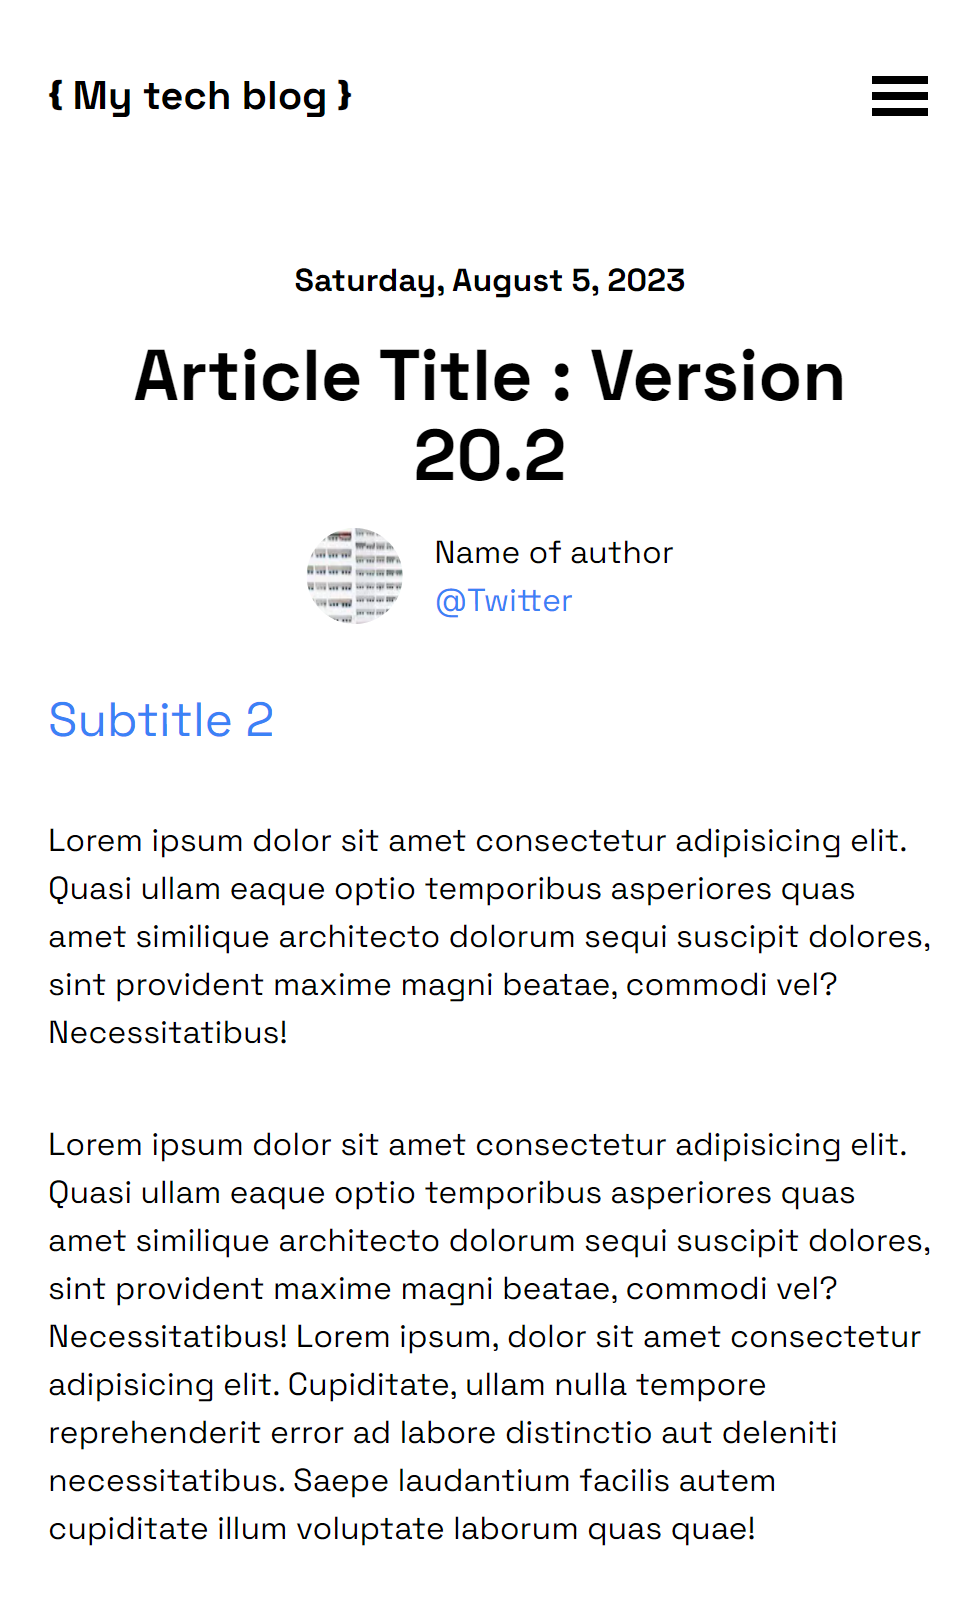 { My tech blog }
Saturday, August 5, 2023
Article Title : Version
20.2
Name of author
@Twitter
Subtitle 2
Lorem ipsum dolor sit amet consectetur adipisicing elit.
Quasi ullam eaque optio temporibus asperiores quas
amet similique architecto dolorum sequi suscipit dolores,
sint provident maxime magni beatae, commodi vel?
Necessitatibus!
Lorem ipsum dolor sit amet consectetur adipisicing elit.
Quasi ullam eaque optio temporibus asperiores quas
amet similique architecto dolorum sequi suscipit dolores,
sint provident maxime magni beatae, commodi vel?
Necessitatibus! Lorem ipsum, dolor sit amet consectetur
adipisicing elit. Cupiditate, ullam nulla tempore
reprehenderit error ad labore distinctio aut deleniti
necessitatibus. Saepe laudantium facilis autem
cupiditate illum voluptate laborum quas quae!